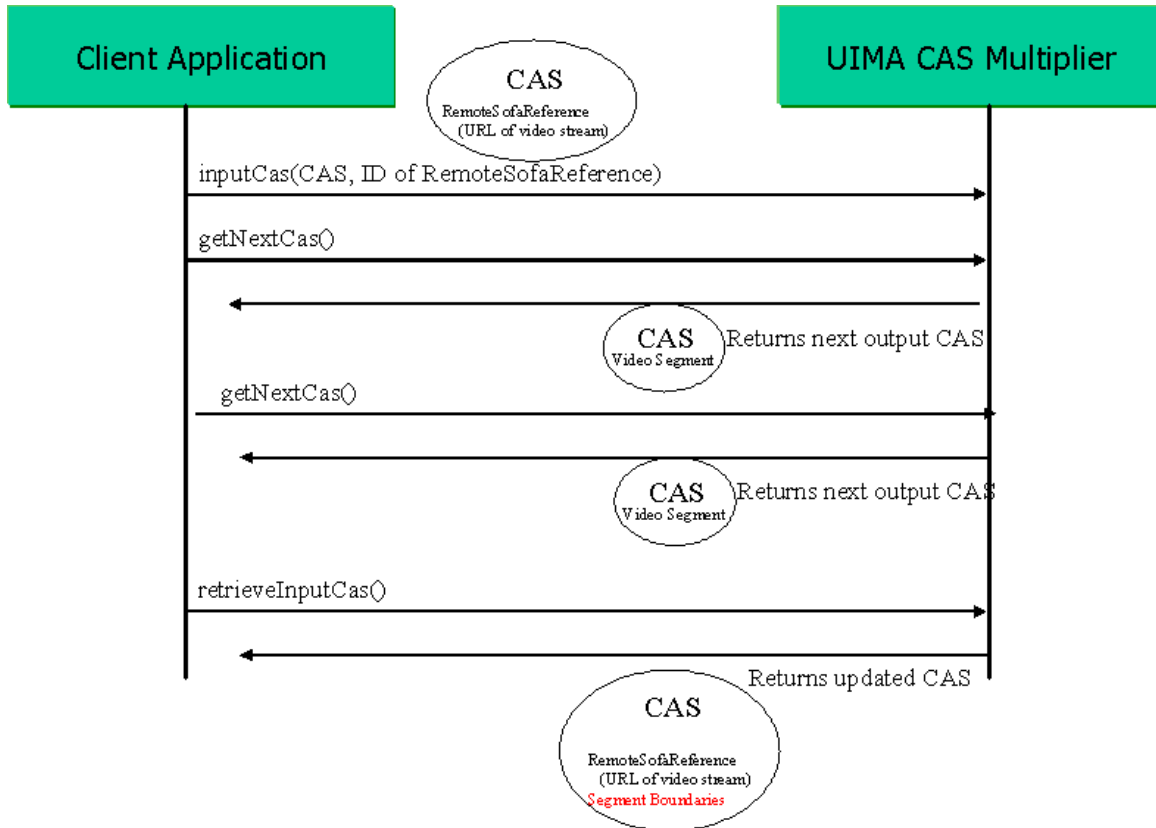 Client Application
UIMA CAS Multiplier
CAS
RemoteSofaReference
(URL of video stream)
inputCas(CAS, ID of RemoteSofaReference)
getNextCas()
CAS
Video Segment
Returns next output CAS
getNextCas()
CAS
Video Segment
Returns next output CAS
retrieveInputCas()
Returns updated CAS
CAS
RemoteSofaReference
(URL of video stream)
Segment Boundaries